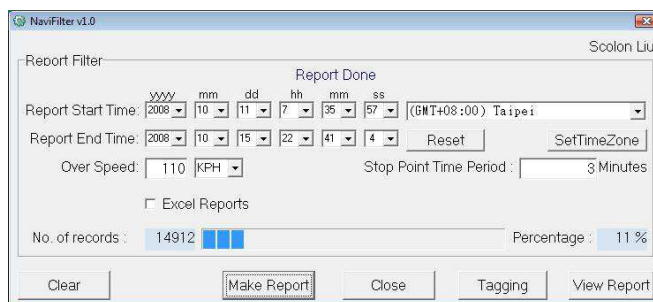 NaviFilter v1.0
Scolon Liu
Report Filter
Report Done
yyyy mm dd hh mm ss
Report Start Time: 2008 10 11 7 35 57 (GMT+08:00) Taipei
Report End Time: 2008 10 15 22 41 4 Reset SetTimeZone
Over Speed: 110 KPH Stop Point Time Period : 3 Minutes
Excel Reports
No. of records : 14912 Percentage : 11 %
Clear Make Report Close Tagging View Report